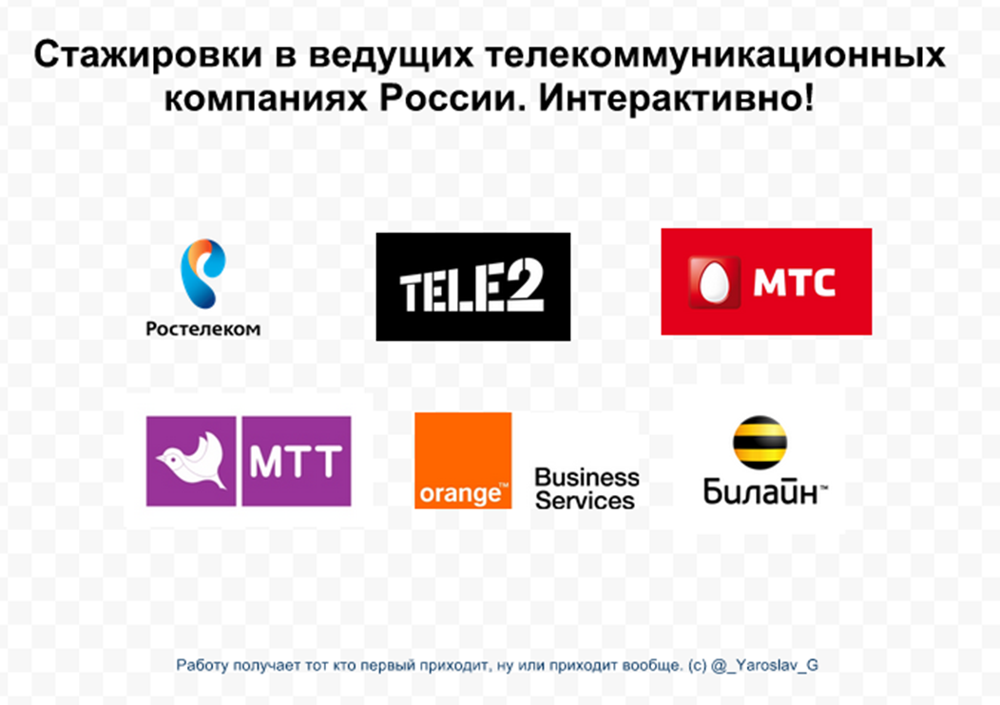 Стажировки в ведущих телекоммуникационных
компаниях России. Интерактивно!
Ростелеком
TELE2
МТС
МТТ
orange™
Business
Services
Билайн™
Работу получает тот кто первый приходит, ну или приходит вообще. (c) @_Yaroslav_G